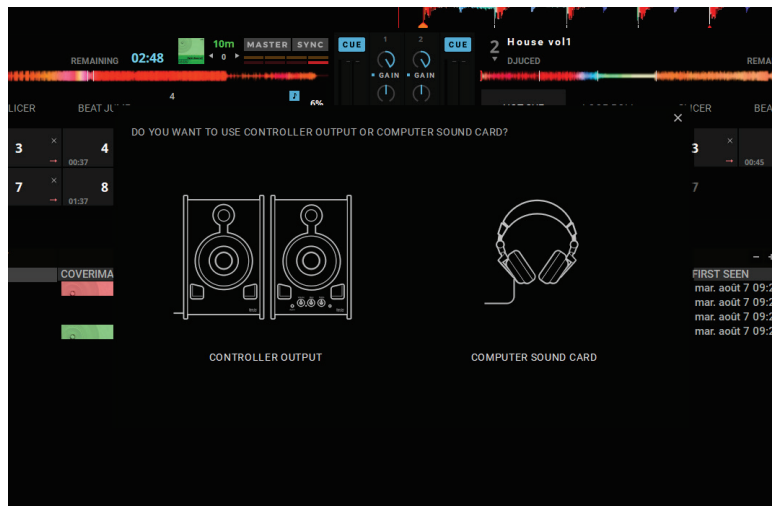 10m
MASTER SYNC
CUE
1
2
CUE
2 House vol1
REMAINING
02:48
0
GAIN
GAIN
DJUCED
REMA
4
6%
LICER
BEAT JU
SLICER
BEA
DO YOU WANT TO USE CONTROLLER OUTPUT OR COMPUTER SOUND CARD?
×
3
×
4
00:37
3
×
00:45
7
×
8
01:37
7
COVERIMA
FIRST SEEN
mar. août 7 09:2
mar. août 7 09:2
mar. août 7 09:2
mar. août 7 09:2
CONTROLLER OUTPUT
COMPUTER SOUND CARD